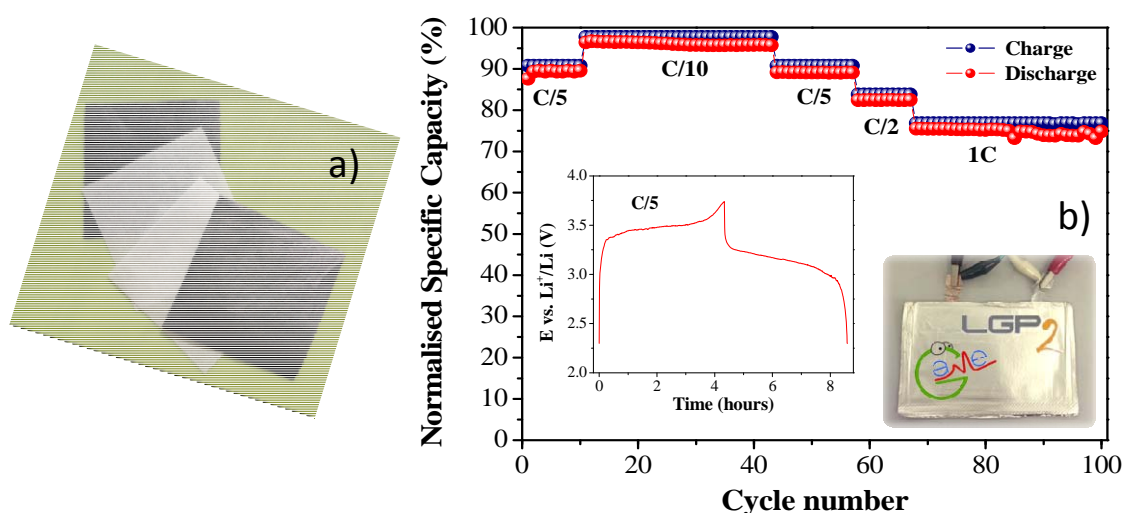 a)
Normalised Specific Capacity (%)
100
90
80
70
60
50
40
30
20
10
0
Charge
Discharge
C/5
C/10
C/5
C/2
1C
b)
C/5
E vs. Li⁺/Li (V)
4.0
3.5
3.0
2.5
2.0
0 2 4 6 8
Time (hours)
LGP2
GəMe
0 20 40 60 80 100
Cycle number